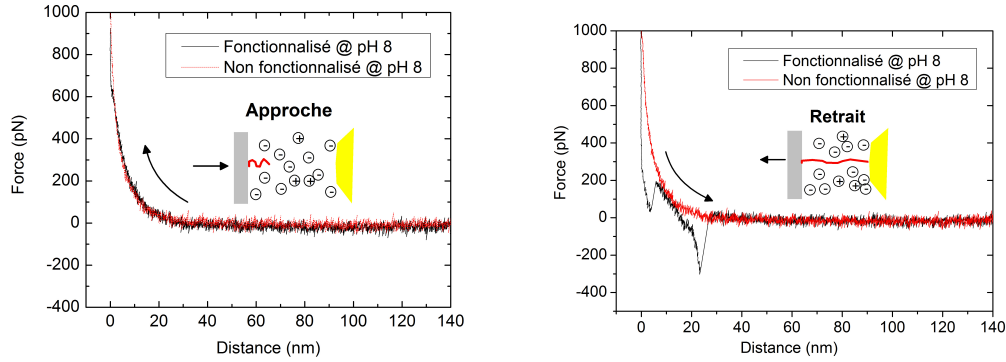 1000
800
600
400
200
0
-200
-400
Force (pN)
Fonctionnalisé @ pH 8
Non fonctionnalisé @ pH 8
Approche
0 20 40 60 80 100 120 140
Distance (nm)
1000
800
600
400
200
0
-200
-400
Force (pN)
Fonctionnalisé @ pH 8
Non fonctionnalisé @ pH 8
Retrait
0 20 40 60 80 100 120 140
Distance (nm)